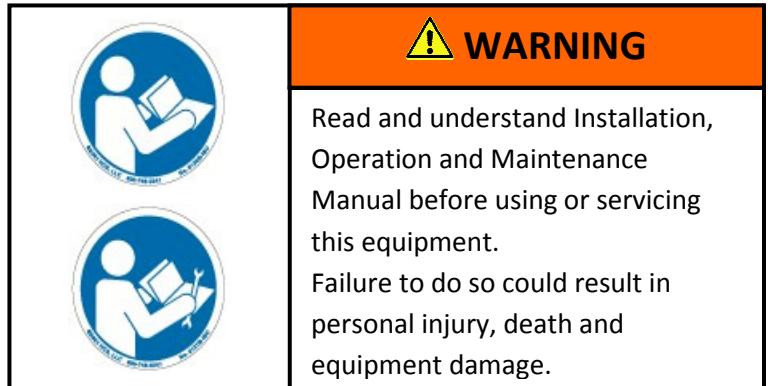 WARNING
Read and understand Installation,
Operation and Maintenance
Manual before using or servicing
this equipment.
Failure to do so could result in
personal injury, death and
equipment damage.